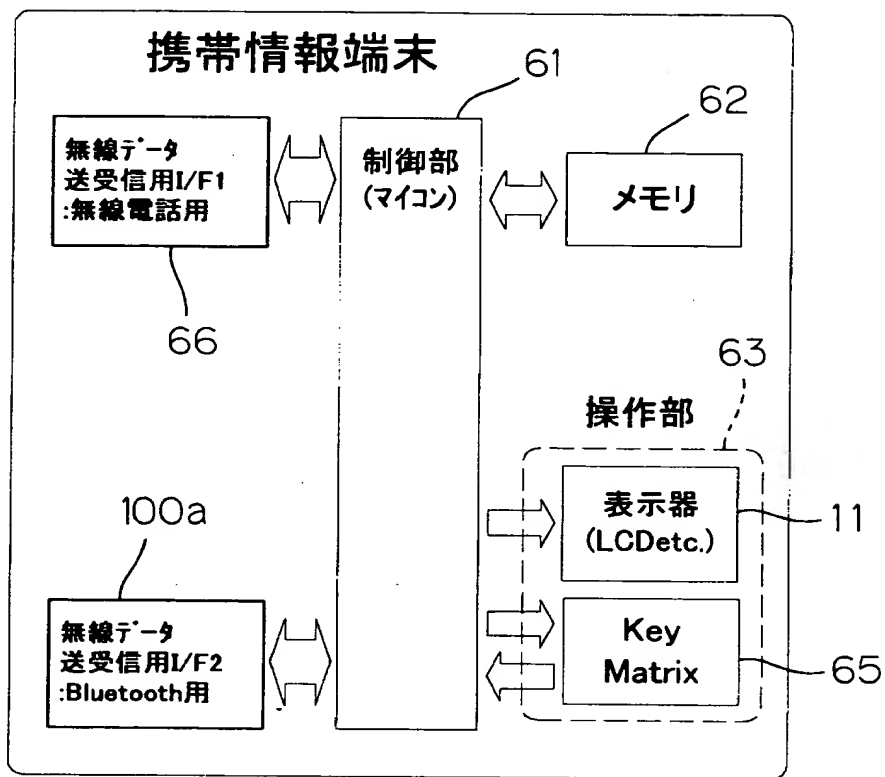 携帯情報端末
61
62
無線データ
送受信用I/F1
:無線電話用
制御部
(マイコン)
メモリ
66
63
操作部
100a
表示器
(LCDetc.)
11
無線データ
送受信用I/F2
:Bluetooth用
Key
Matrix
65